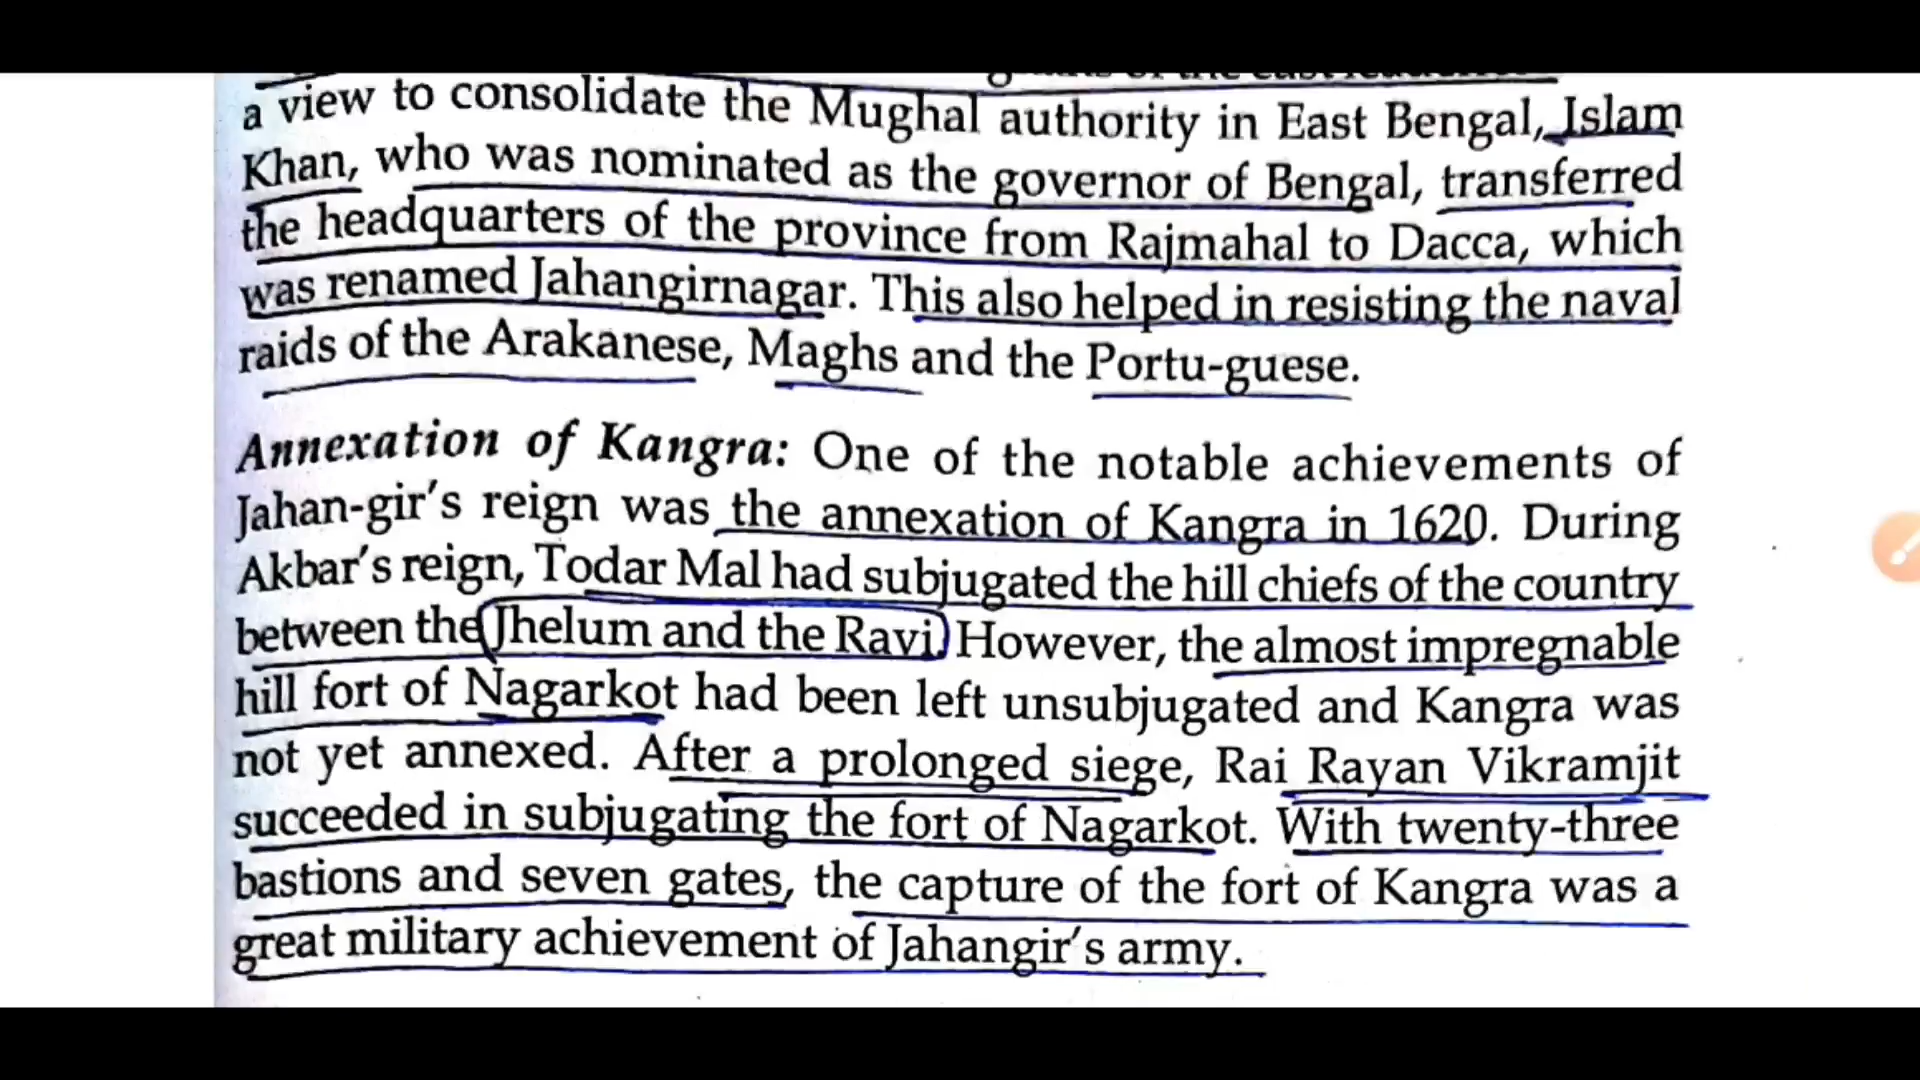 a view to consolidate the Mughal authority in East Bengal, Islam
Khan, who was nominated as the governor of Bengal, transferred
the headquarters of the province from Rajmahal to Dacca, which
was renamed Jahangirnagar. This also helped in resisting the naval
raids of the Arakanese, Maghs and the Portu-guese.
Annexation of Kangra: One of the notable achievements of
Jahan-gir's reign was the annexation of Kangra in 1620. During
Akbar's reign, Todar Mal had subjugated the hill chiefs of the country
between the Jhelum and the Ravi. However, the almost impregnable
hill fort of Nagarkot had been left unsubjugated and Kangra was
not yet annexed. After a prolonged siege, Rai Rayan Vikramjit
succeeded in subjugating the fort of Nagarkot. With twenty-three
bastions and seven gates, the capture of the fort of Kangra was a
great military achievement of Jahangir's army.